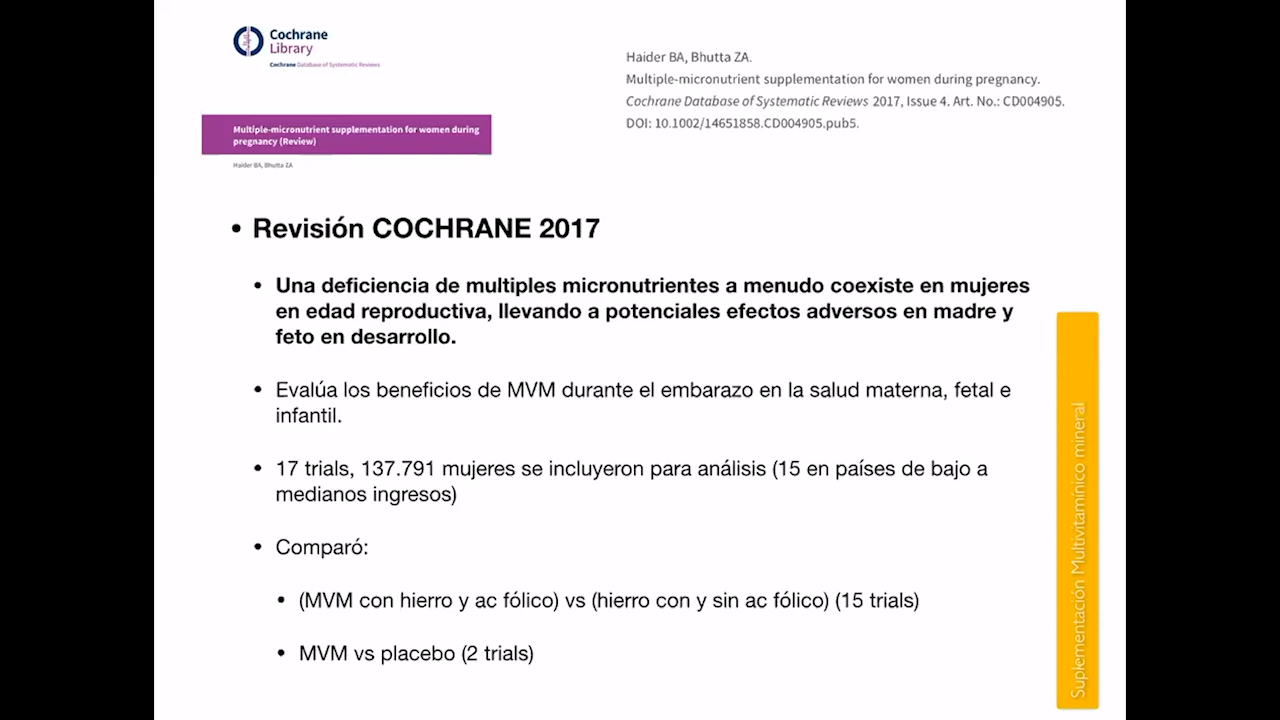 Cochrane
Library
Cochrane Database of Systematic Reviews
Multiple-micronutrient supplementation for women during
pregnancy (Review)
Haider BA, Bhutta ZA
Haider BA, Bhutta ZA.
Multiple-micronutrient supplementation for women during pregnancy.
Cochrane Database of Systematic Reviews 2017, Issue 4. Art. No.: CD004905.
DOI: 10.1002/14651858.CD004905.pub5.
• Revisión COCHRANE 2017
• Una deficiencia de multiples micronutrientes a menudo coexiste en mujeres
en edad reproductiva, llevando a potenciales efectos adversos en madre y
feto en desarrollo.
• Evalúa los beneficios de MVM durante el embarazo en la salud materna, fetal e
infantil.
• 17 trials, 137.791 mujeres se incluyeron para análisis (15 en países de bajo a
medianos ingresos)
• Comparó:
• (MVM con hierro y ac fólico) vs (hierro con y sin ac fólico) (15 trials)
• MVM vs placebo (2 trials)
Suplementación Multivitamínico mineral